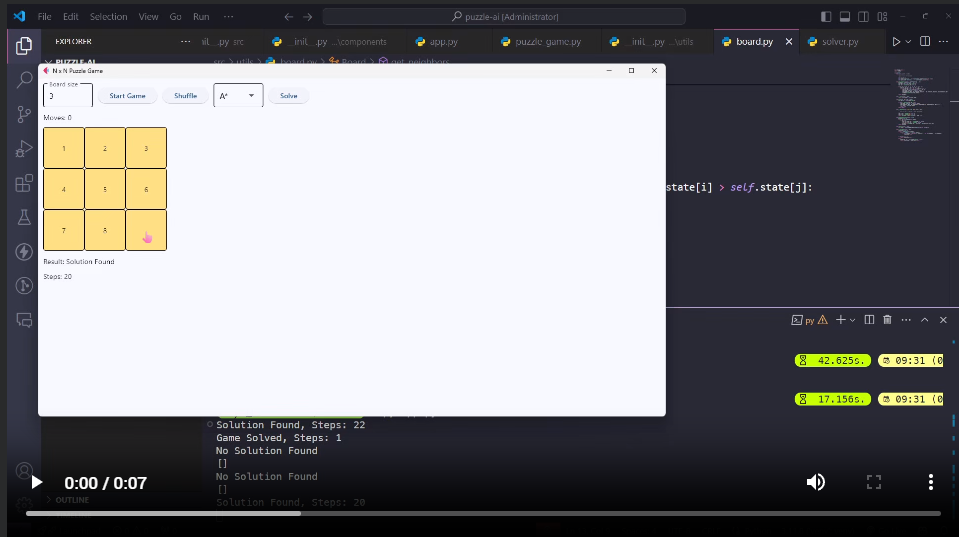 File Edit Selection View Go Run ··· puzzle-ai [Administrator]
EXPLORER ··· __init__.py src __init__.py ...\components app.py puzzle_game.py __init__.py ...\utils board.py solver.py
PUZZLE-AI
src > utils > board.py > Board > get_neighbors
N x N Puzzle Game
Board size
3 Start Game Shuffle A* Solve
Moves: 0
1 2 3
4 5 6
7 8
Result: Solution Found
Steps: 20
state[i] > self.state[j]:
py
42.625s. 09:31 (0
17.156s. 09:31 (0
Solution Found, Steps: 22
Game Solved, Steps: 1
No Solution Found
[]
No Solution Found
[]
Solution Found, Steps: 20
0:00 / 0:07
OUTLINE